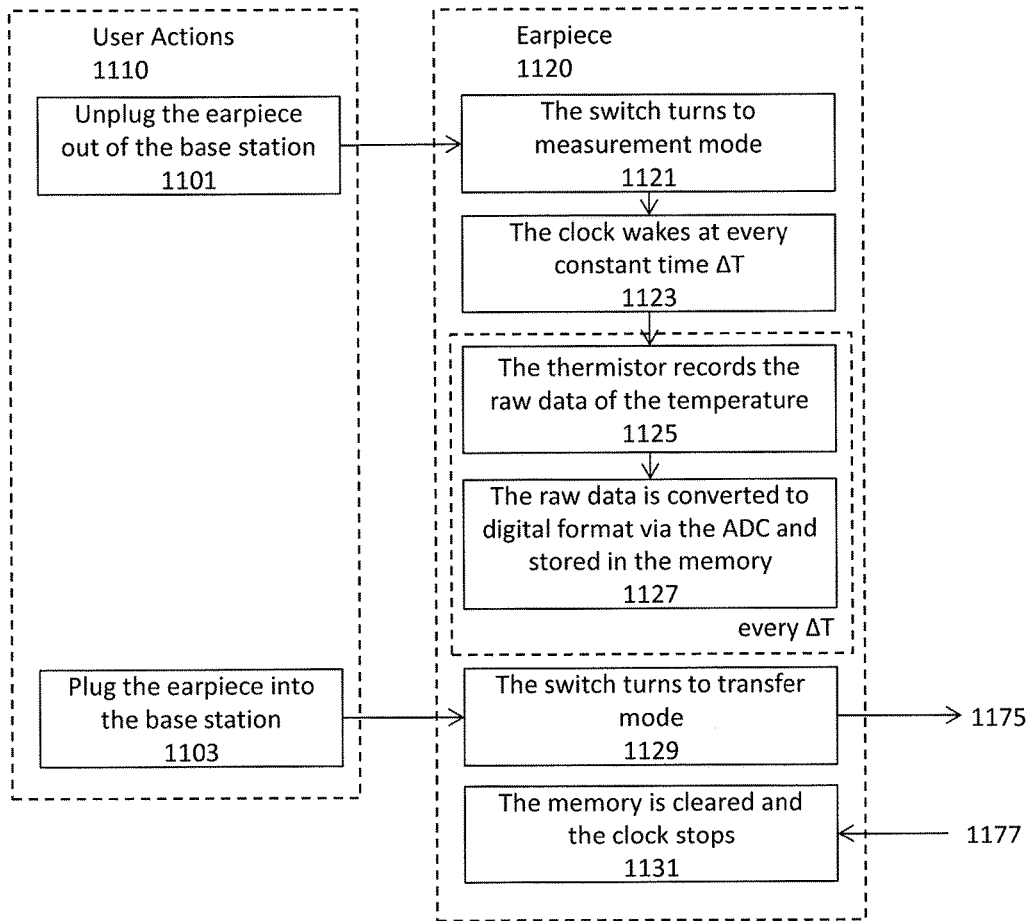 User Actions
1110
Unplug the earpiece
out of the base station
1101
Plug the earpiece into
the base station
1103
Earpiece
1120
The switch turns to
measurement mode
1121
The clock wakes at every
constant time ΔT
1123
The thermistor records the
raw data of the temperature
1125
The raw data is converted to
digital format via the ADC and
stored in the memory
1127
every ΔT
The switch turns to transfer
mode
1129
1175
The memory is cleared and
the clock stops
1131
1177